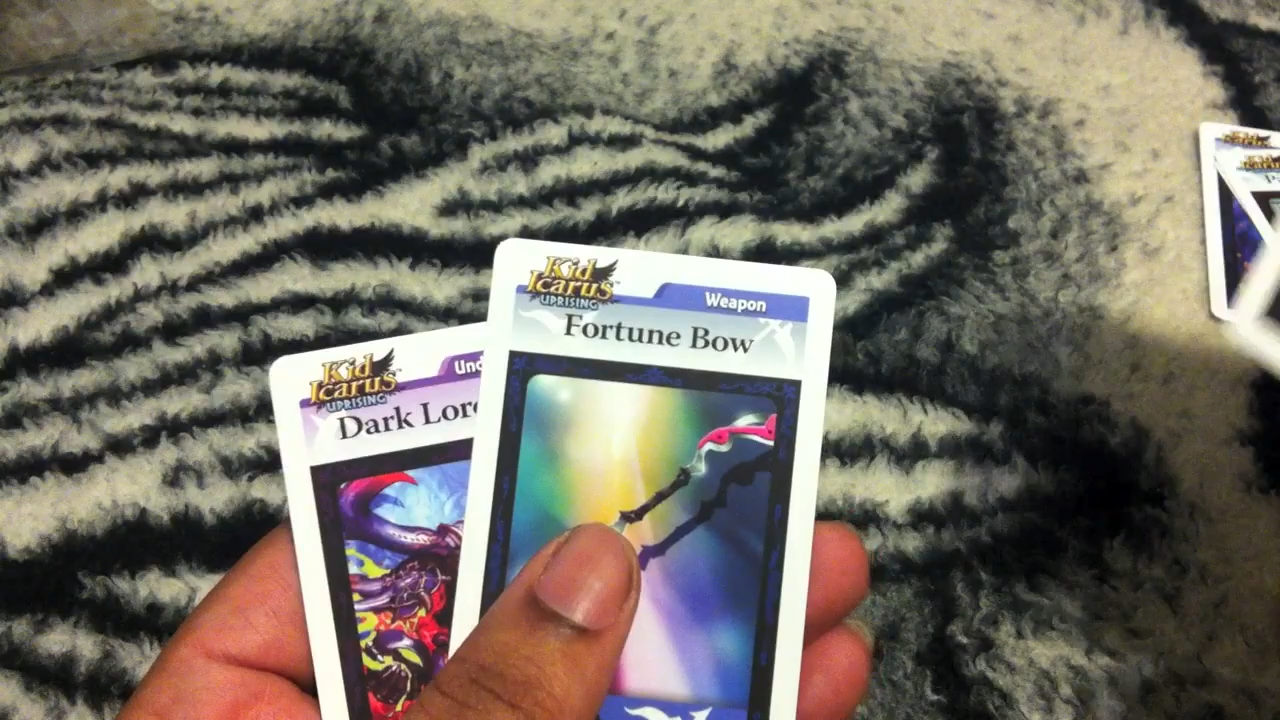 Kid
Icarus
UPRISING
Weapon
Fortune Bow
Kid
Icarus
UPRISING
Dark Lor